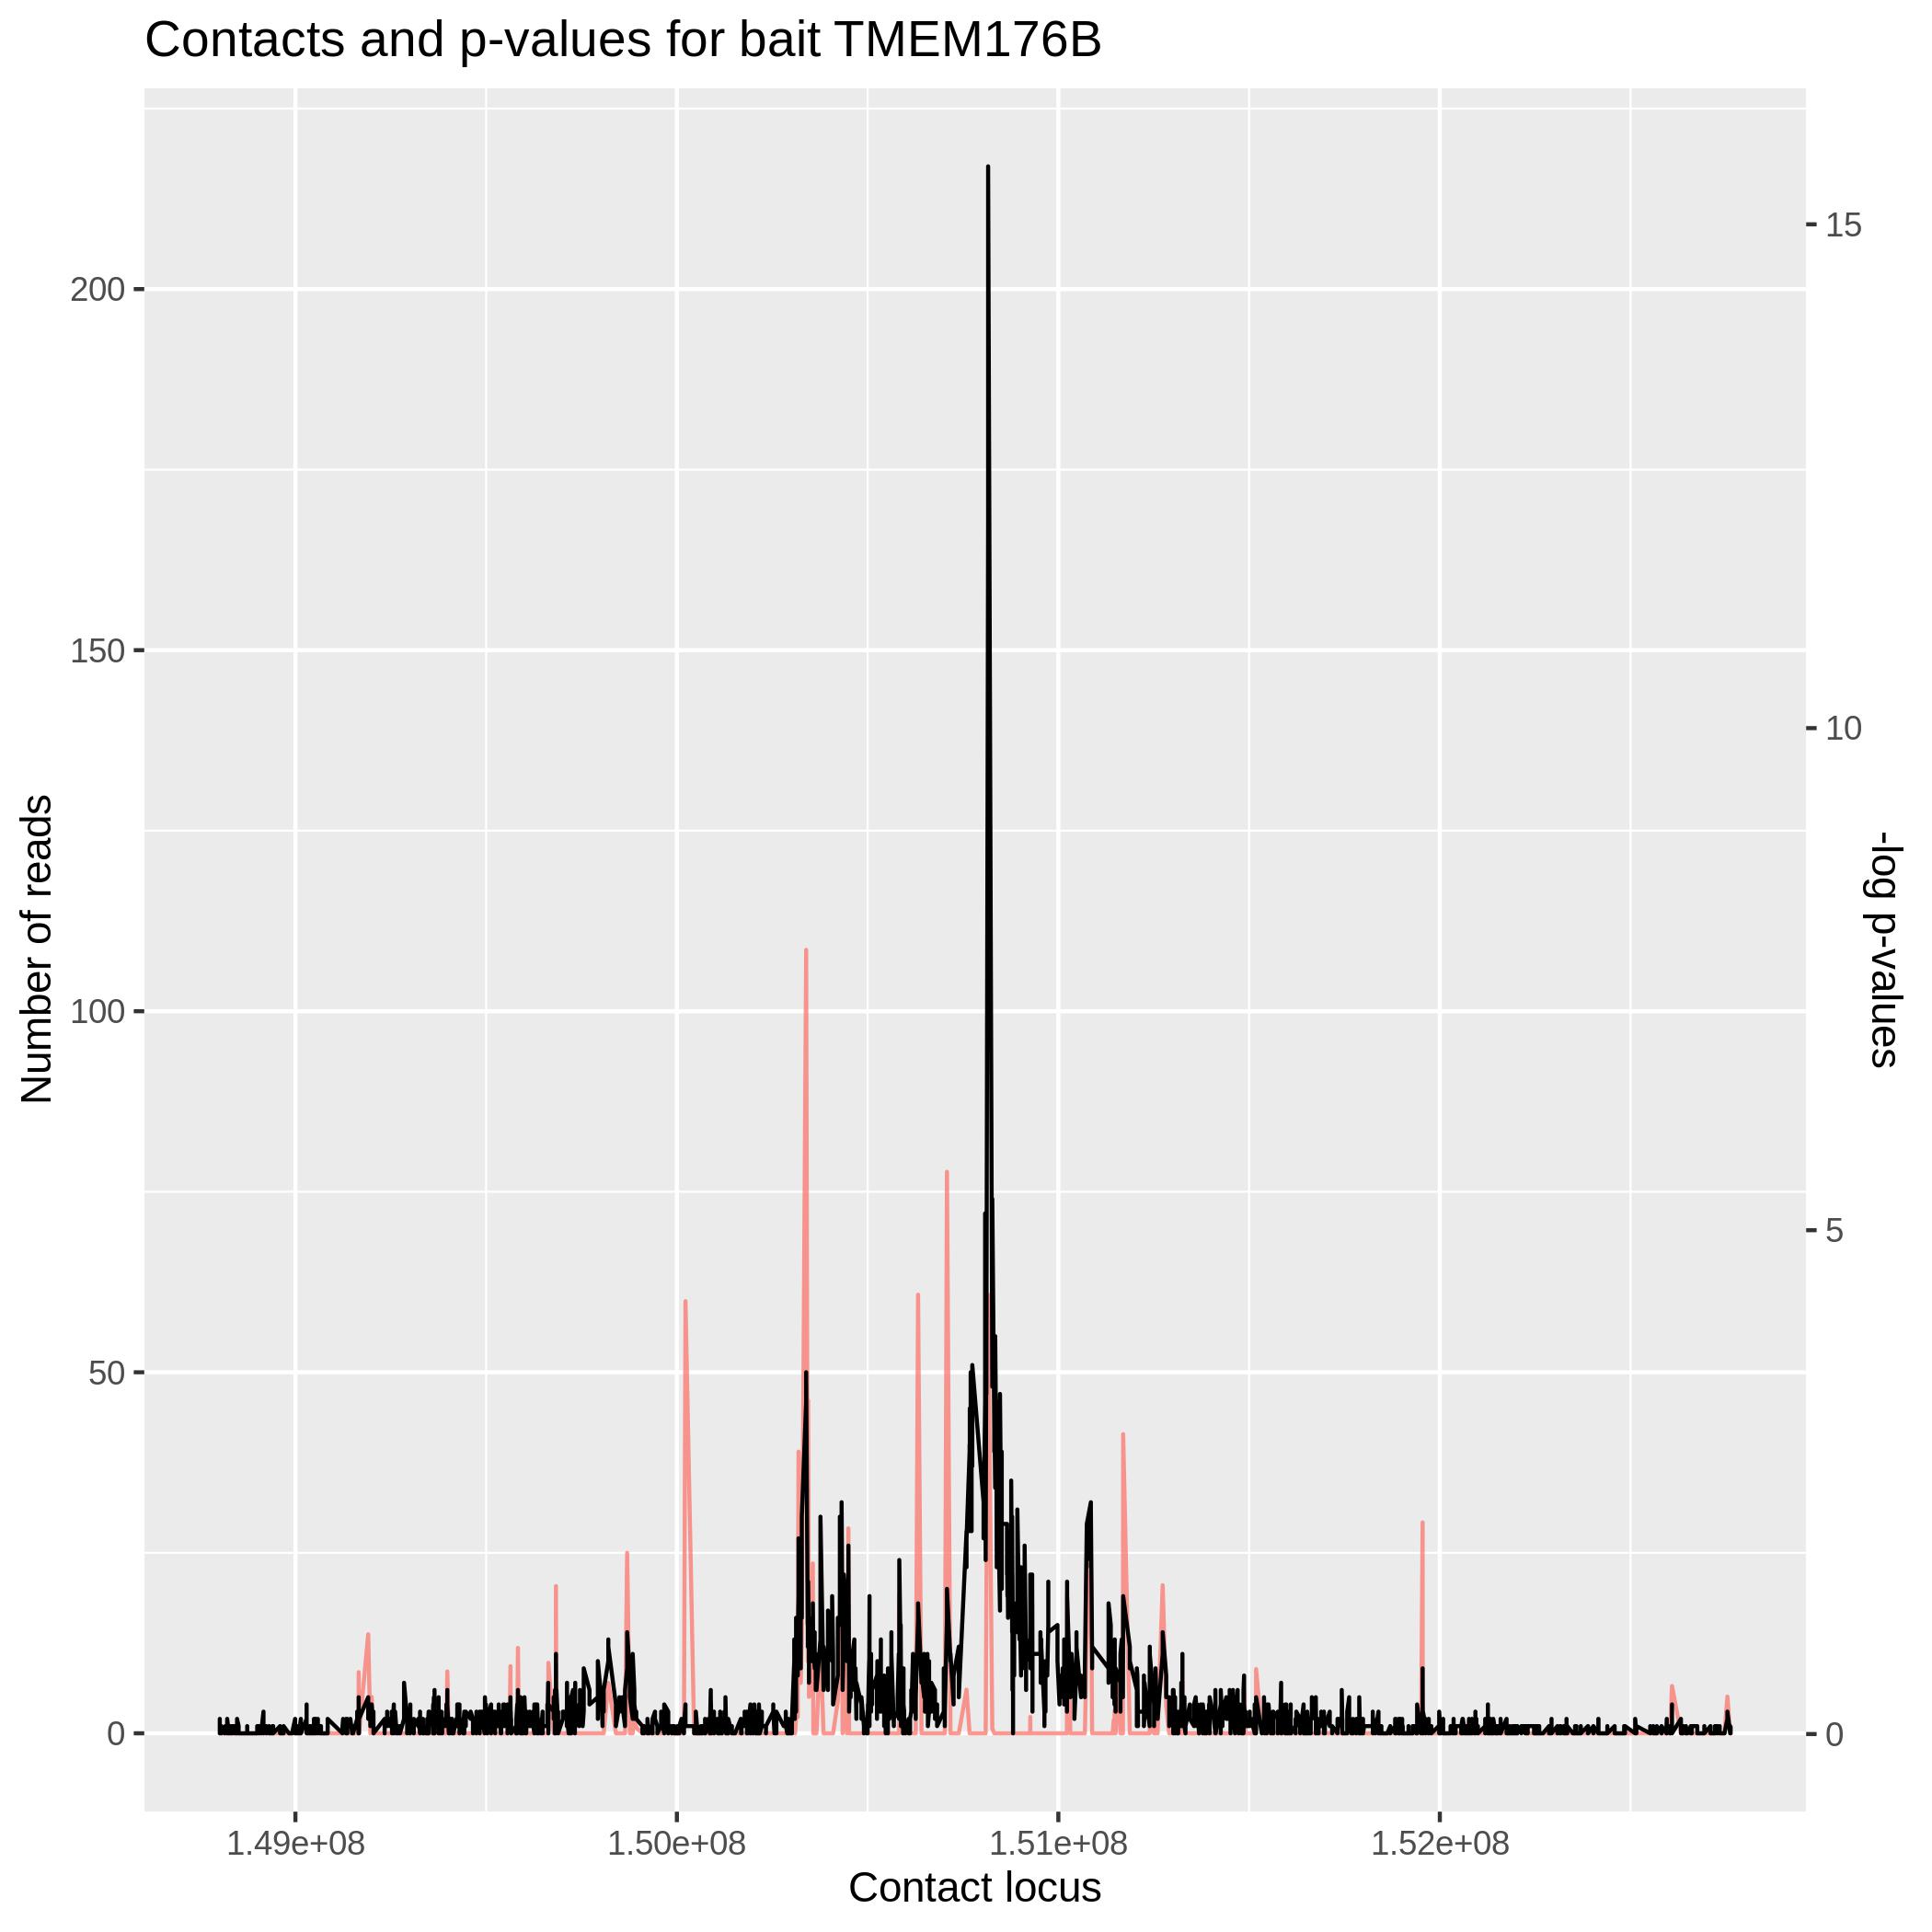 Contacts and p-values for bait TMEM176B
Number of reads
200
150
100
50
0
15
10
5
0
-log p-values
1.49e+08
1.50e+08
1.51e+08
1.52e+08
Contact locus